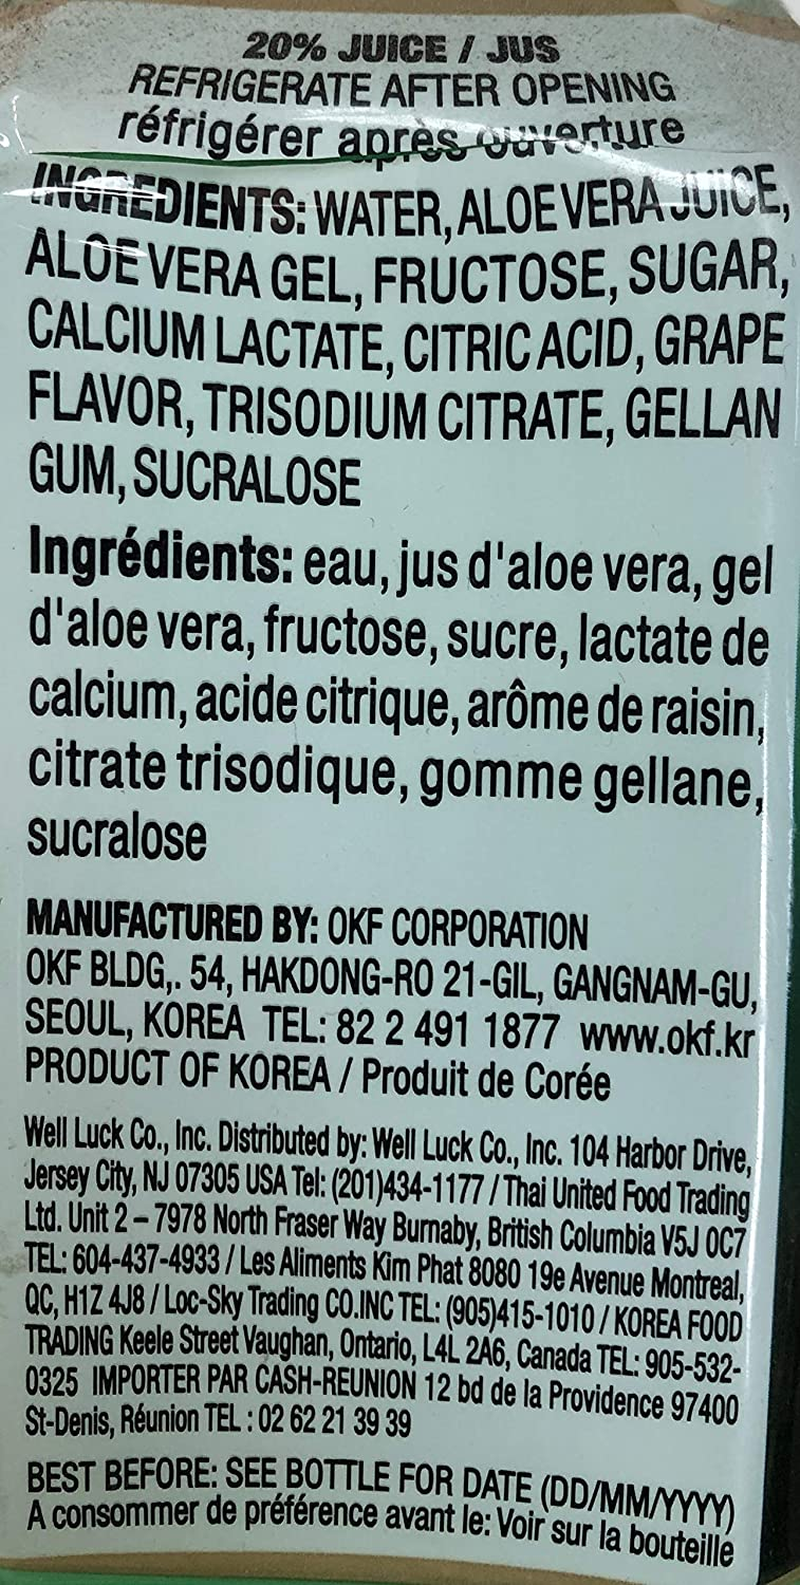 20% JUICE / JUS
REFRIGERATE AFTER OPENING
réfrigérer après ouverture
INGREDIENTS: WATER, ALOE VERA JUICE,
ALOE VERA GEL, FRUCTOSE, SUGAR,
CALCIUM LACTATE, CITRIC ACID, GRAPE
FLAVOR, TRISODIUM CITRATE, GELLAN
GUM, SUCRALOSE
Ingrédients: eau, jus d'aloe vera, gel
d'aloe vera, fructose, sucre, lactate de
calcium, acide citrique, arôme de raisin,
citrate trisodique, gomme gellane,
sucralose
MANUFACTURED BY: OKF CORPORATION
OKF BLDG,. 54, HAKDONG-RO 21-GIL, GANGNAM-GU,
SEOUL, KOREA TEL: 82 2 491 1877 www.okf.kr
PRODUCT OF KOREA / Produit de Corée
Well Luck Co., Inc. Distributed by: Well Luck Co., Inc. 104 Harbor Drive,
Jersey City, NJ 07305 USA Tel: (201)434-1177 / Thai United Food Trading
Ltd. Unit 2 – 7978 North Fraser Way Burnaby, British Columbia V5J 0C7
TEL: 604-437-4933 / Les Aliments Kim Phat 8080 19e Avenue Montreal,
QC, H1Z 4J8 / Loc-Sky Trading CO.INC TEL: (905)415-1010 / KOREA FOOD
TRADING Keele Street Vaughan, Ontario, L4L 2A6, Canada TEL: 905-532-
0325 IMPORTER PAR CASH-REUNION 12 bd de la Providence 97400
St-Denis, Réunion TEL : 02 62 21 39 39
BEST BEFORE: SEE BOTTLE FOR DATE (DD/MM/YYYY)
A consommer de préférence avant le: Voir sur la bouteille